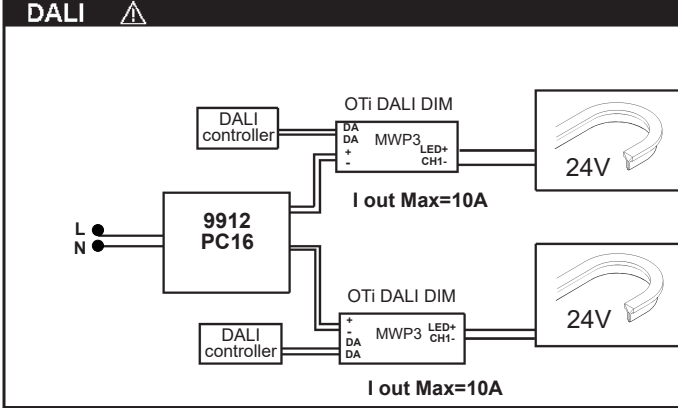 DALI
OTi DALI DIM
DALI
controller
DA
DA
+
-
MWP3
LED+
CH1-
24V
I out Max=10A
L
N
9912
PC16
OTi DALI DIM
+
-
DA
DA
MWP3
LED+
CH1-
24V
DALI
controller
I out Max=10A